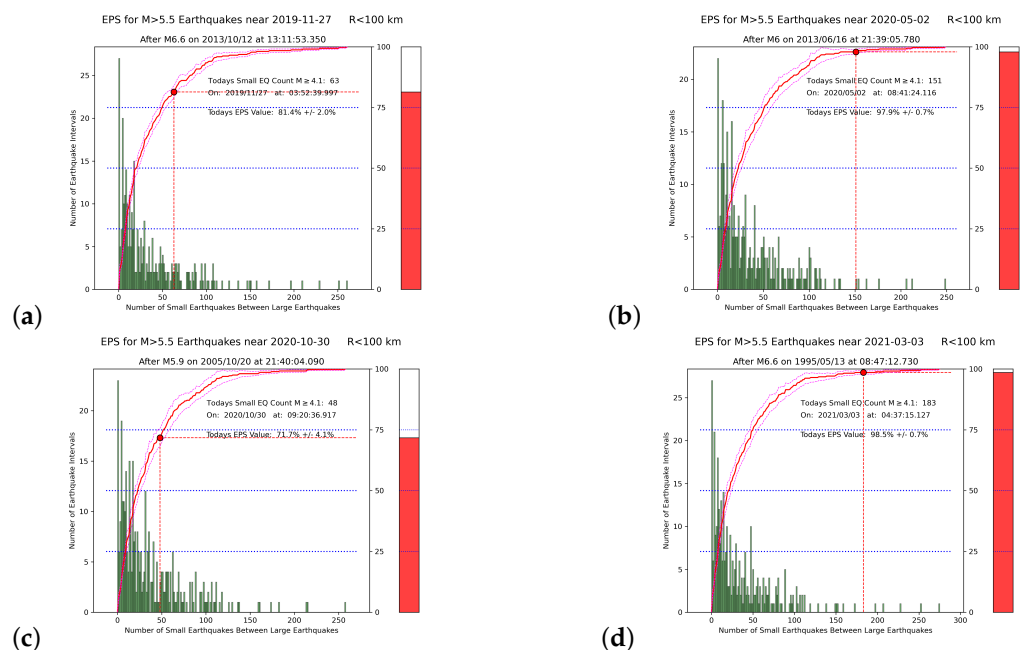 EPS for M>5.5 Earthquakes near 2019-11-27 R<100 km
After M6.6 on 2013/10/12 at 13:11:53.350
Todays Small EQ Count M ≥ 4.1: 63
On: 2019/11/27 at: 03:52:39.997
Todays EPS Value: 81.4% +/- 2.0%
Number of Earthquake Intervals
0
5
10
15
20
25
0
25
50
75
100
0 50 100 150 200 250
Number of Small Earthquakes Between Large Earthquakes
(a)
EPS for M>5.5 Earthquakes near 2020-05-02 R<100 km
After M6 on 2013/06/16 at 21:39:05.780
Todays Small EQ Count M ≥ 4.1: 151
On: 2020/05/02 at: 08:41:24.116
Todays EPS Value: 97.9% +/- 0.7%
Number of Earthquake Intervals
0
5
10
15
20
0
25
50
75
100
0 50 100 150 200 250
Number of Small Earthquakes Between Large Earthquakes
(b)
EPS for M>5.5 Earthquakes near 2020-10-30 R<100 km
After M5.9 on 2005/10/20 at 21:40:04.090
Todays Small EQ Count M ≥ 4.1: 48
On: 2020/10/30 at: 09:20:36.917
Todays EPS Value: 71.7% +/- 4.1%
Number of Earthquake Intervals
0
5
10
15
20
0
25
50
75
100
0 50 100 150 200 250
Number of Small Earthquakes Between Large Earthquakes
(c)
EPS for M>5.5 Earthquakes near 2021-03-03 R<100 km
After M6.6 on 1995/05/13 at 08:47:12.730
Todays Small EQ Count M ≥ 4.1: 183
On: 2021/03/03 at: 04:37:15.127
Todays EPS Value: 98.5% +/- 0.7%
Number of Earthquake Intervals
0
5
10
15
20
25
0
25
50
75
100
0 50 100 150 200 250 300
Number of Small Earthquakes Between Large Earthquakes
(d)